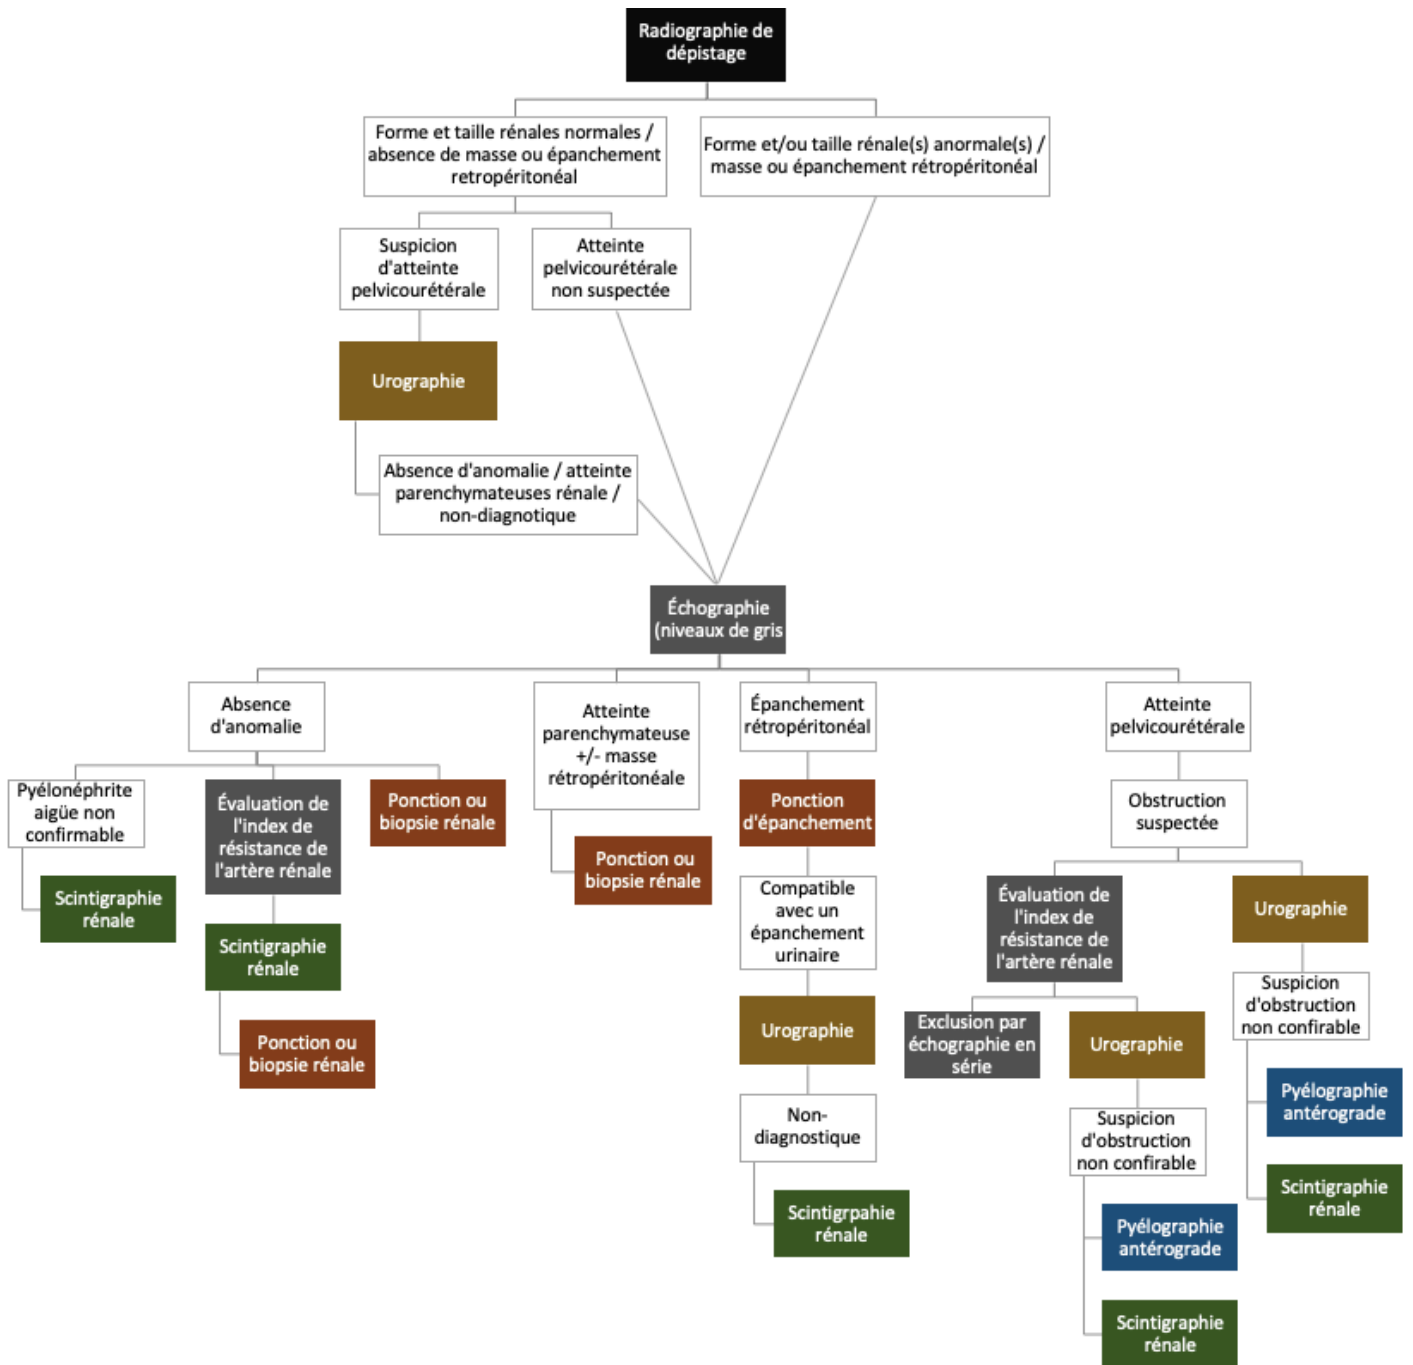 Radiographie de
dépistage
Forme et taille rénales normales /
absence de masse ou épanchement
retropéritonéal
Forme et/ou taille rénale(s) anormale(s) /
masse ou épanchement rétropéritonéal
Suspicion
d'atteinte
pelvicourétérale
Atteinte
pelvicourétérale
non suspectée
Urographie
Absence d'anomalie / atteinte
parenchymateuses rénale /
non-diagnotique
Échographie
(niveaux de gris
Absence
d'anomalie
Atteinte
parenchymateuse
+/- masse
rétropéritonéale
Épanchement
rétropéritonéal
Atteinte
pelvicourétérale
Pyélonéphrite
aigüe non
confirmable
Évaluation de
l'index de
résistance de
l'artère rénale
Ponction ou
biopsie rénale
Ponction
d'épanchement
Obstruction
suspectée
Scintigraphie
rénale
Ponction ou
biopsie rénale
Compatible
avec un
épanchement
urinaire
Évaluation de
l'index de
résistance de
l'artère rénale
Urographie
Scintigraphie
rénale
Suspicion
d'obstruction
non confirable
Urographie
Exclusion par
échographie en
série
Urographie
Ponction ou
biopsie rénale
Pyélographie
antérograde
Non-
diagnostique
Suspicion
d'obstruction
non confirable
Scintigraphie
rénale
Scintigrpahie
rénale
Pyélographie
antérograde
Scintigraphie
rénale